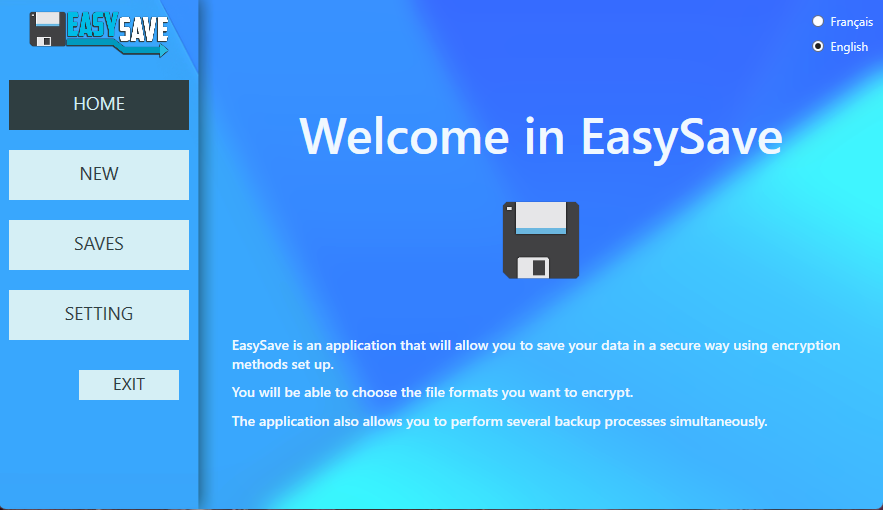 EASY SAVE
HOME
NEW
SAVES
SETTING
EXIT
Français
English
Welcome in EasySave
EasySave is an application that will allow you to save your data in a secure way using encryption
methods set up.
You will be able to choose the file formats you want to encrypt.
The application also allows you to perform several backup processes simultaneously.